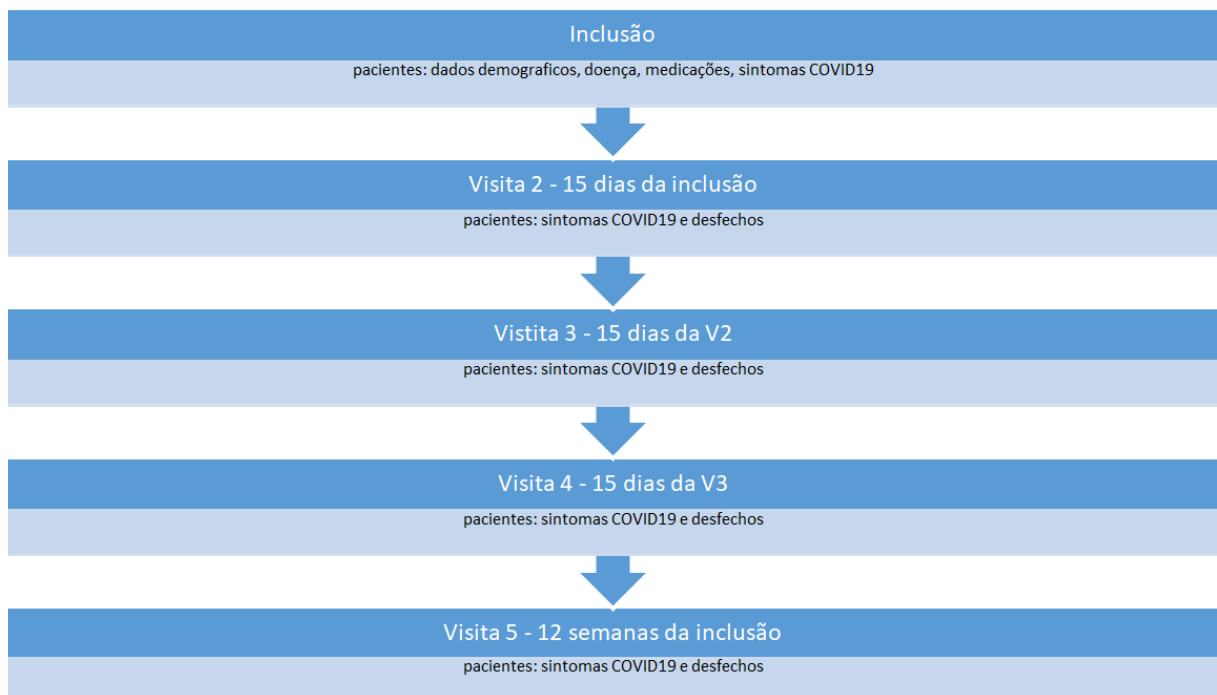 Inclusão
pacientes: dados demograficos, doença, medicações, sintomas COVID19
Visita 2 - 15 dias da inclusão
pacientes: sintomas COVID19 e desfechos
Vistita 3 - 15 dias da V2
pacientes: sintomas COVID19 e desfechos
Visita 4 - 15 dias da V3
pacientes: sintomas COVID19 e desfechos
Visita 5 - 12 semanas da inclusão
pacientes: sintomas COVID19 e desfechos